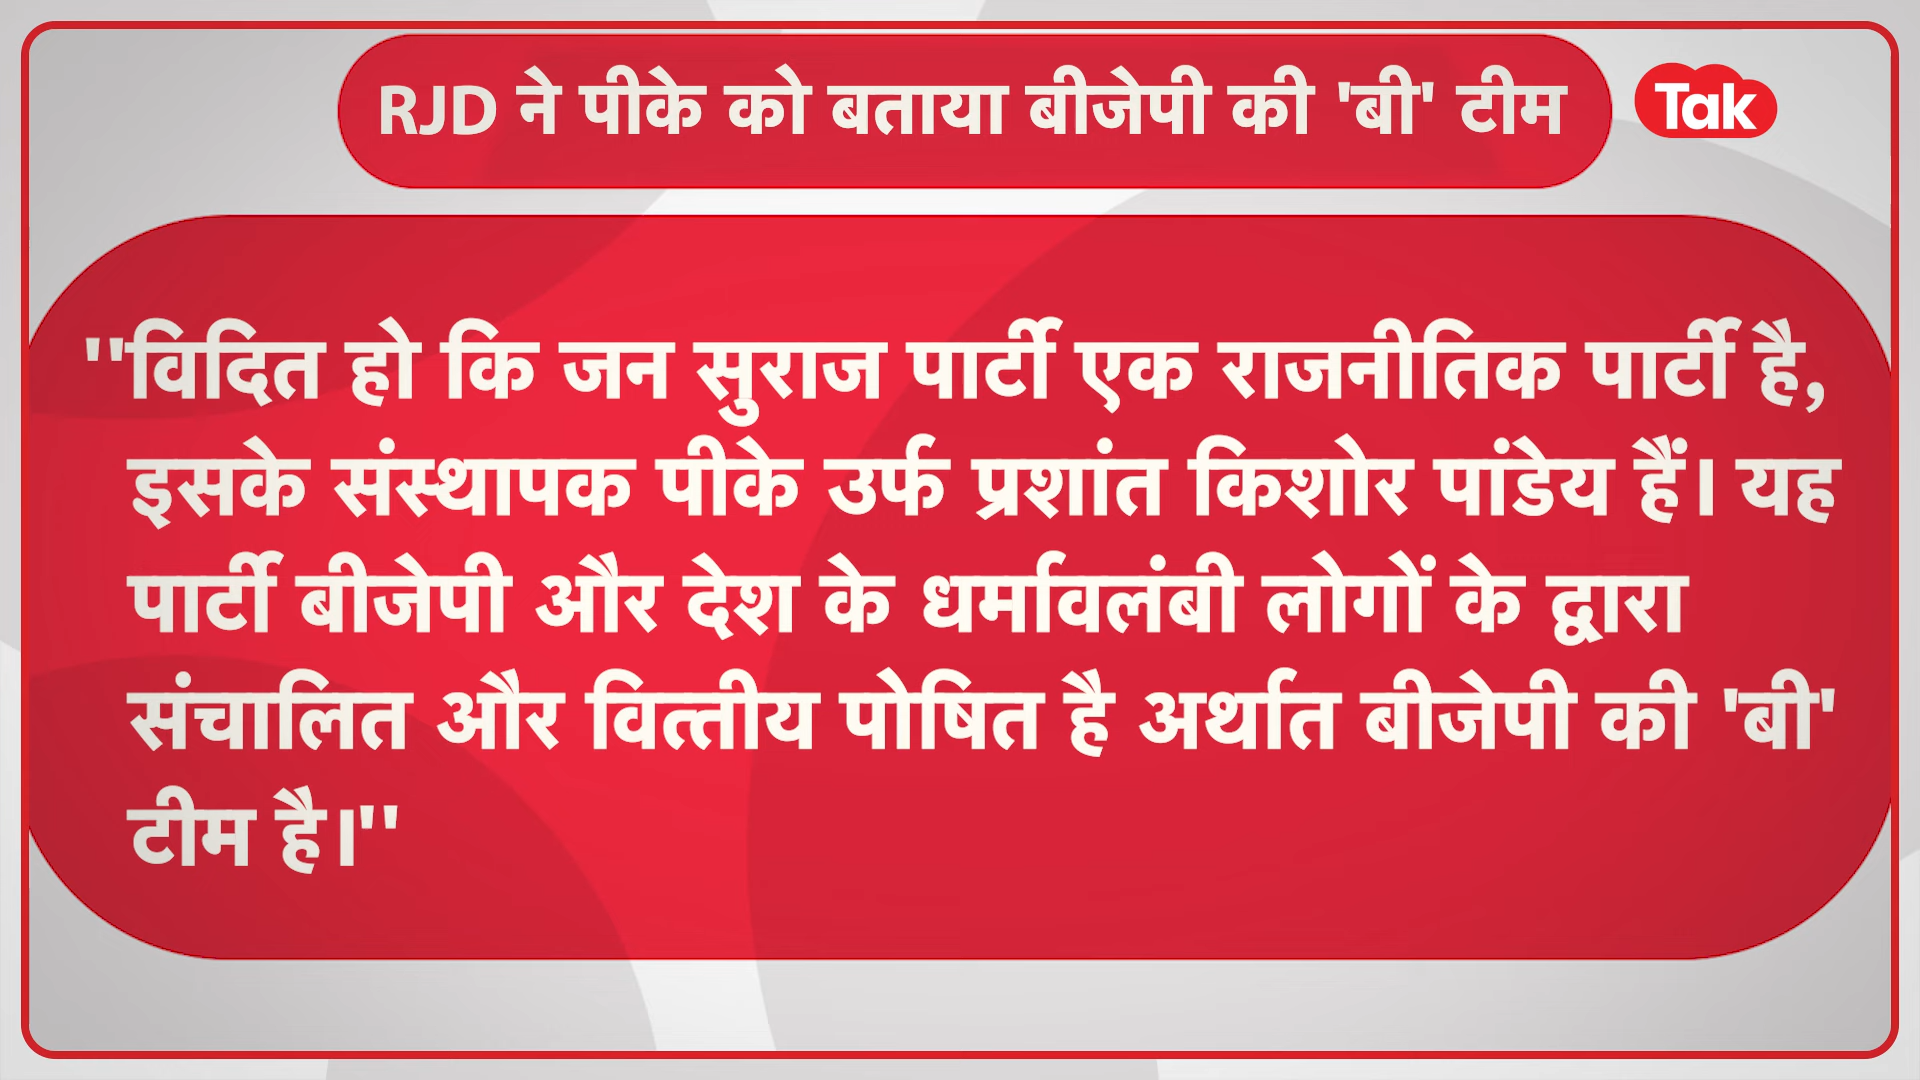 RJD ने पीके को बताया बीजेपी की 'बी' टीम
Tak
''विदित हो कि जन सुराज पार्टी एक राजनीतिक पार्टी है,
इसके संस्थापक पीके उर्फ प्रशांत किशोर पांडेय हैं। यह
पार्टी बीजेपी और देश के धर्मावलंबी लोगों के द्वारा
संचालित और वित्तीय पोषित है अर्थात बीजेपी की 'बी'
टीम है।''